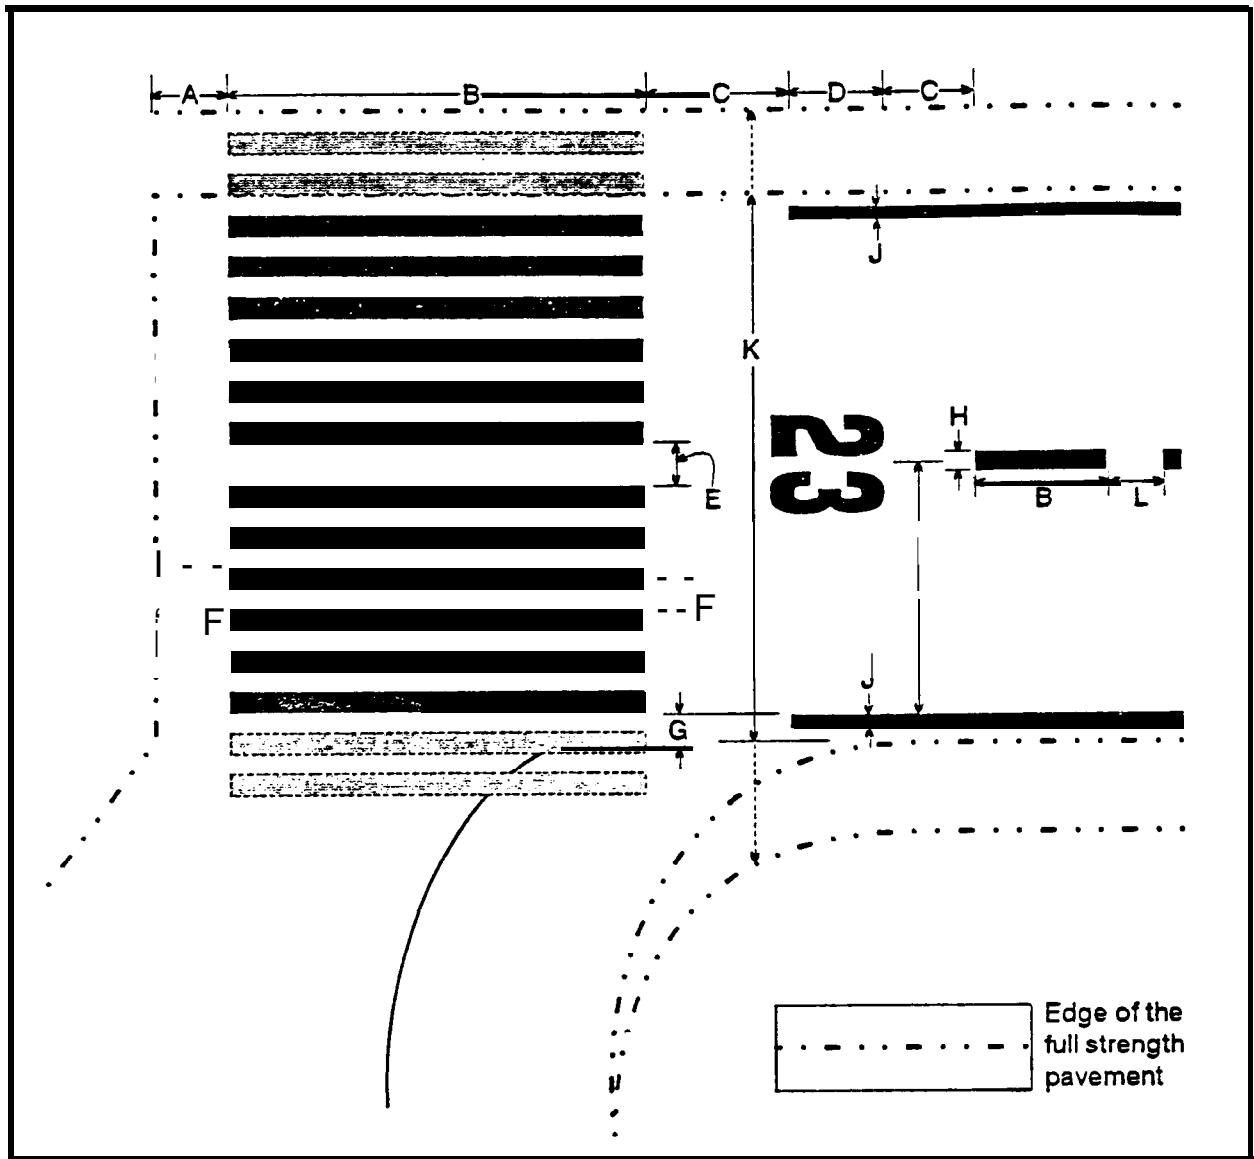 A B C D C
J
K
H
23
E B L
F F
J
G
Edge of the
full strength
pavement